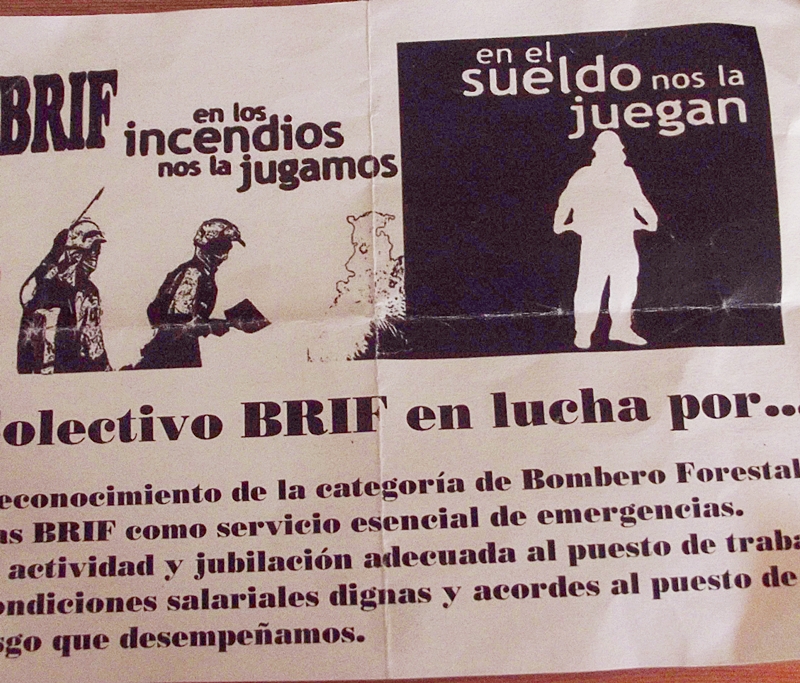 BRIF
en los
incendios
nos la jugamos
en el
sueldo nos la
juegan
olectivo BRIF en lucha por...
econocimiento de la categoría de Bombero Forestal
as BRIF como servicio esencial de emergencias.
actividad y jubilación adecuada al puesto de traba
ondiciones salariales dignas y acordes al puesto de
sgo que desempeñamos.